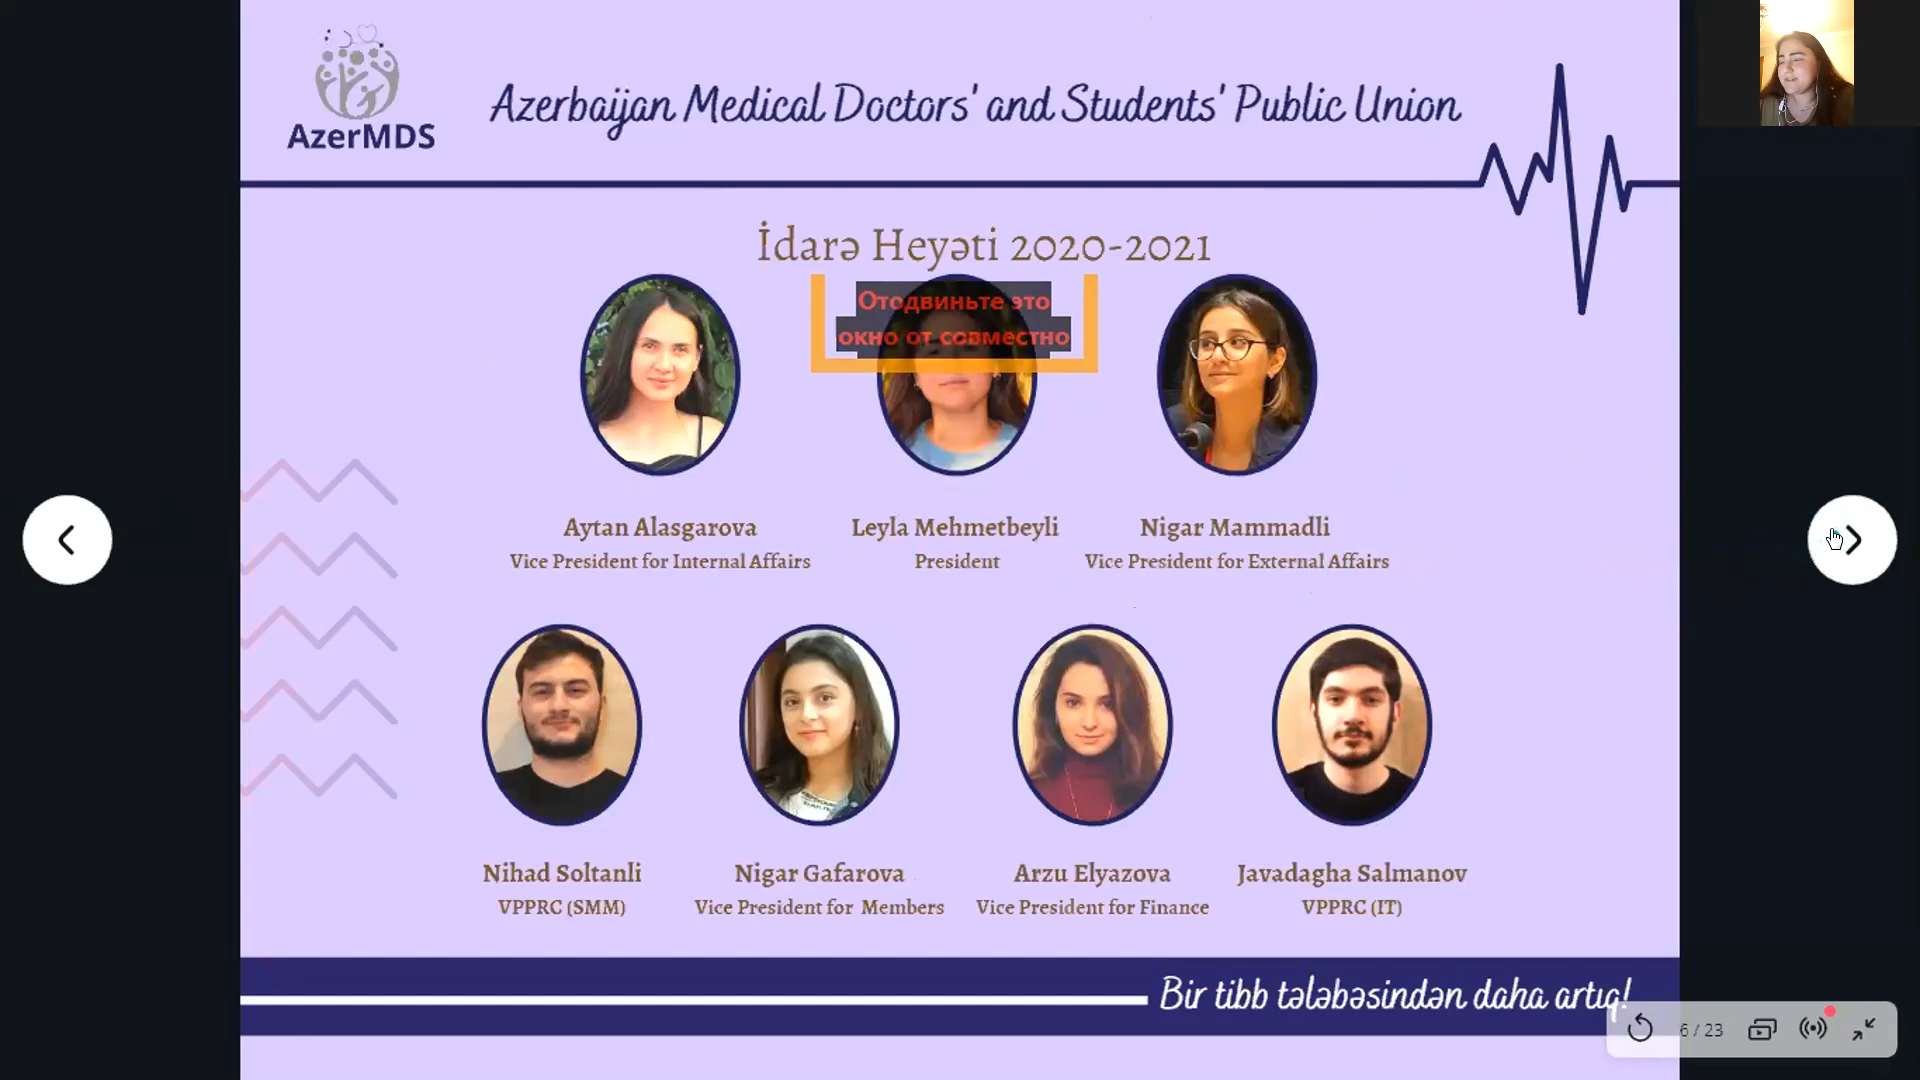 AzerMDS
Azerbaijan Medical Doctors' and Students' Public Union
İdarə Heyəti 2020-2021
Отодвиньте это
окно от совместно
Aytan Alasgarova
Vice President for Internal Affairs
Leyla Mehmetbeyli
President
Nigar Mammadli
Vice President for External Affairs
Nihad Soltanli
VPPRC (SMM)
Nigar Gafarova
Vice President for Members
Arzu Elyazova
Vice President for Finance
Javadagha Salmanov
VPPRC (IT)
Bir tibb tələbəsindən daha artıq!
6 / 23